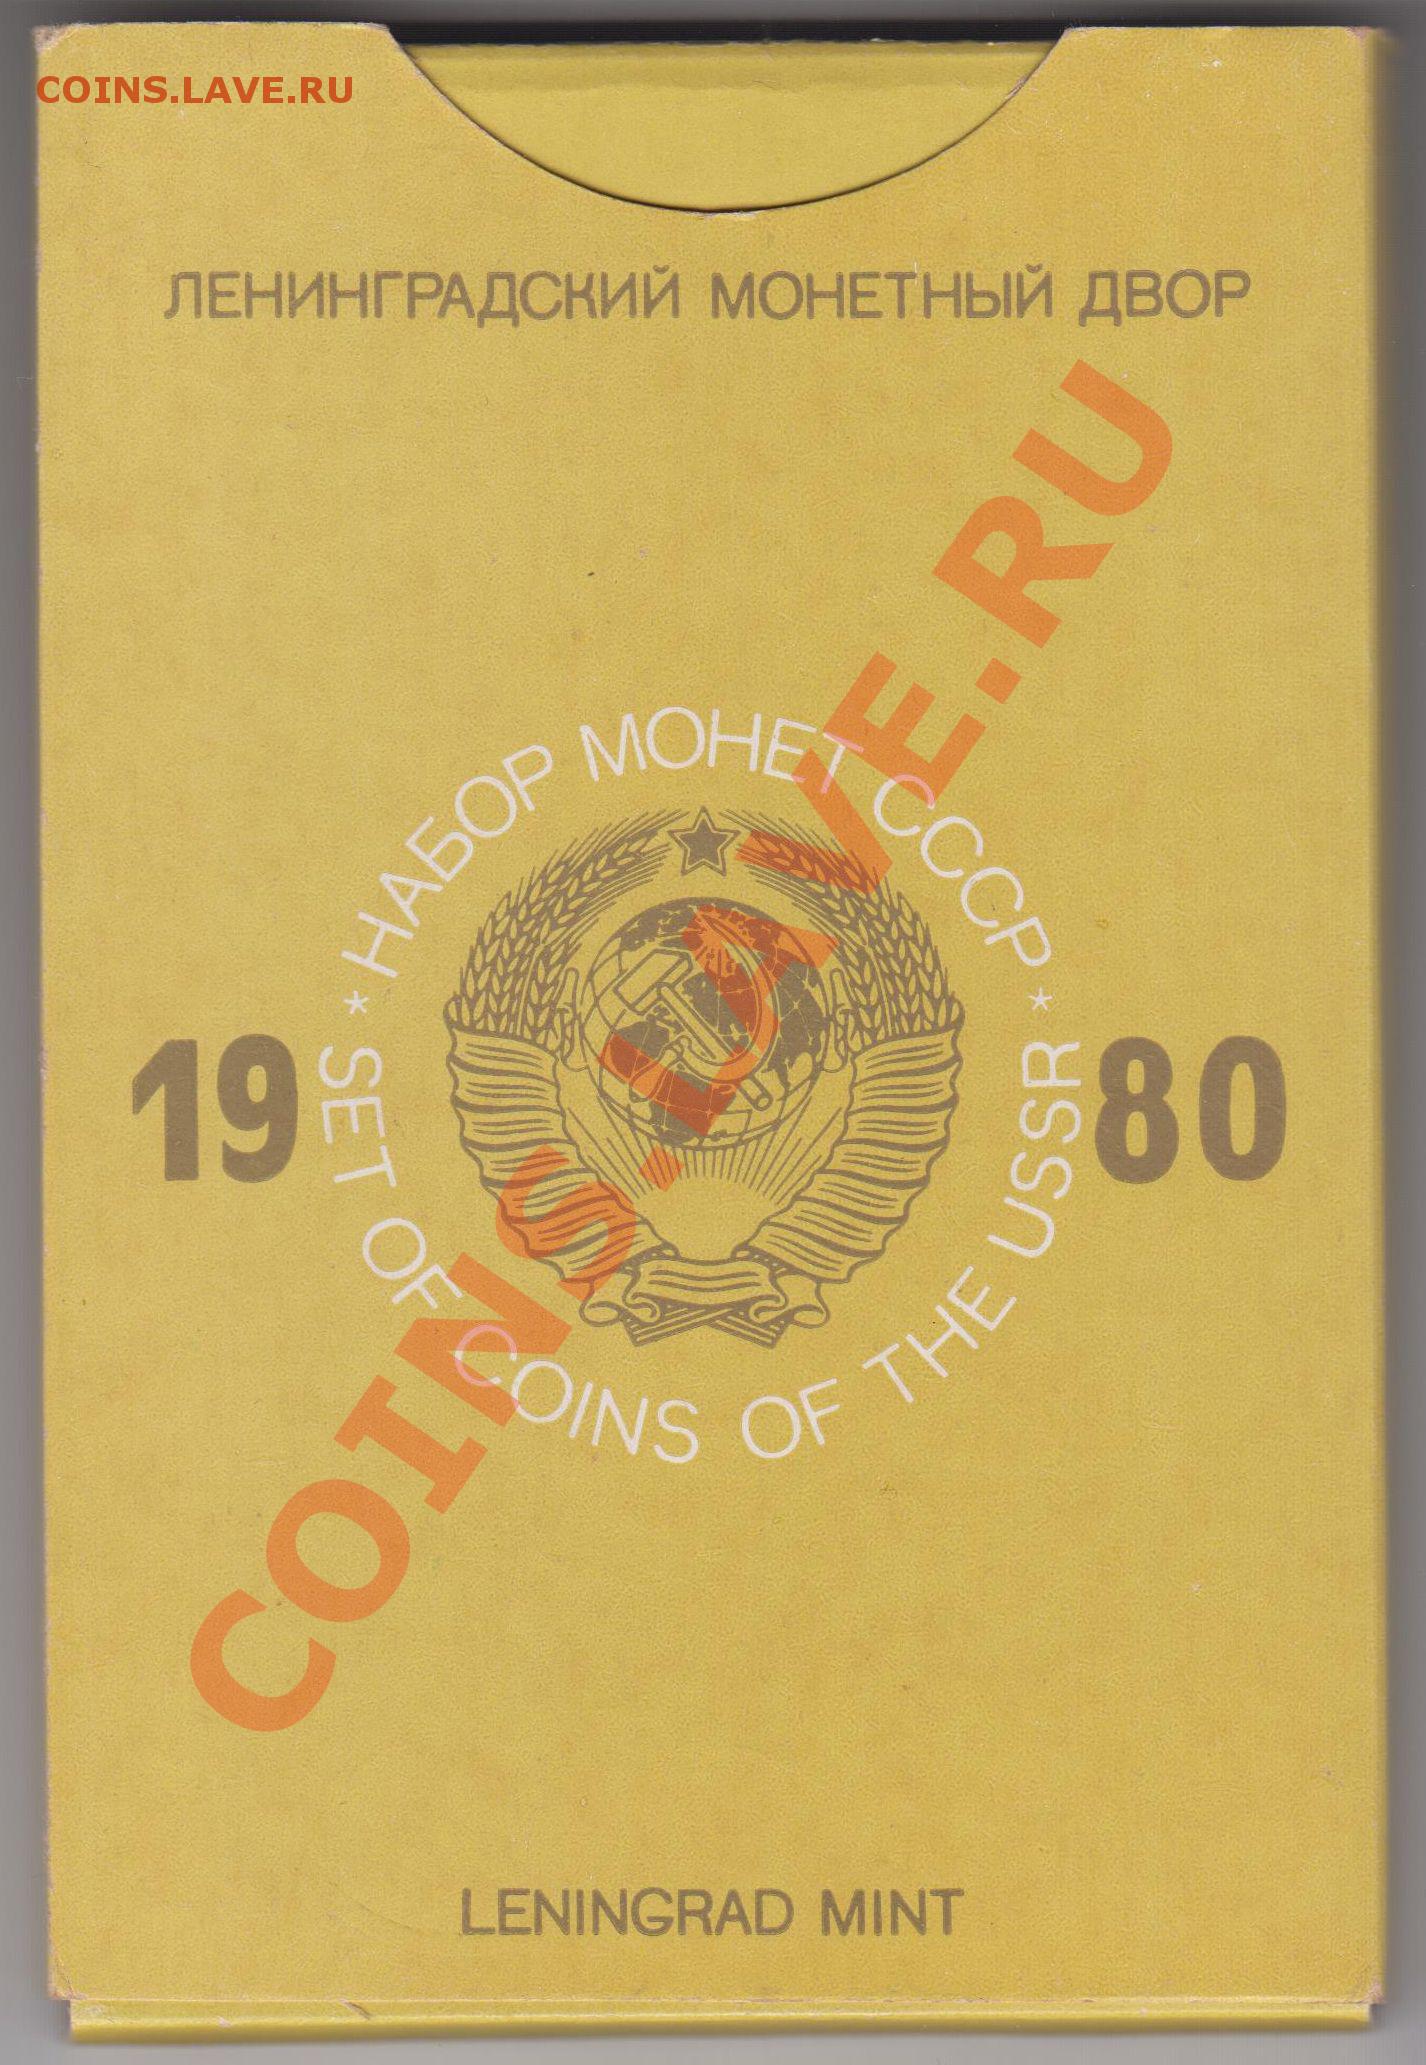 COINS.LAVE.RU
ЛЕНИНГРАДСКИЙ МОНЕТНЫЙ ДВОР
* НАБОР МОНЕТ СССР *
19 80
SET OF COINS OF THE USSR
COINS.LAVE.RU
LENINGRAD MINT